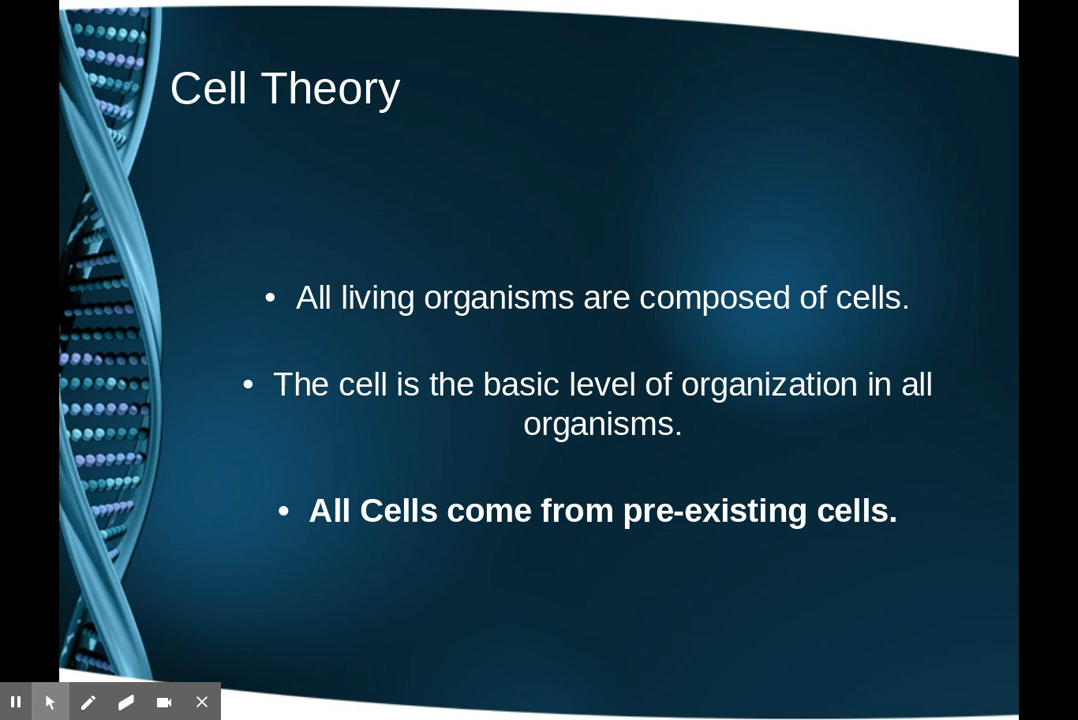 Cell Theory
• All living organisms are composed of cells.
• The cell is the basic level of organization in all
organisms.
• All Cells come from pre-existing cells.